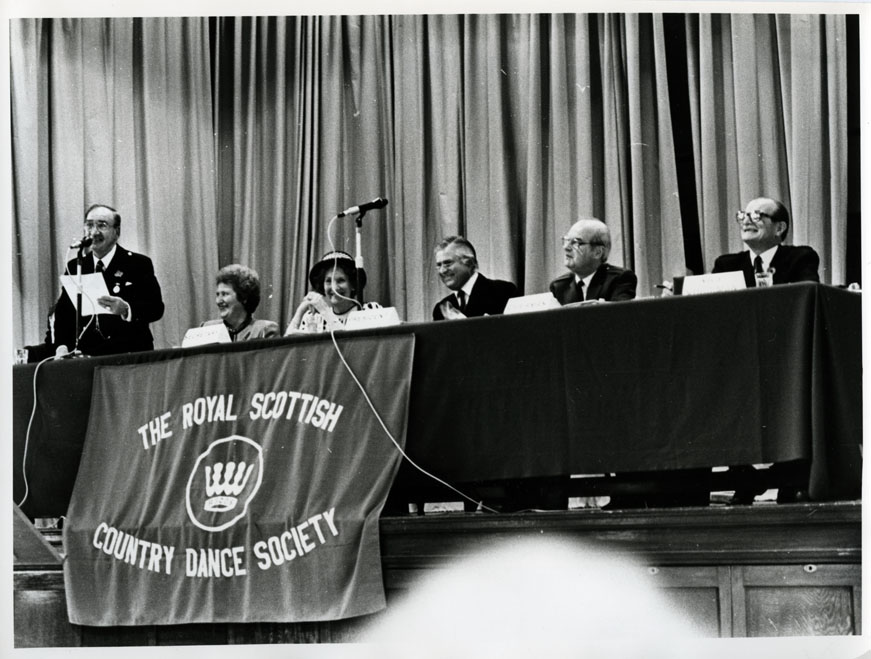 THE ROYAL SCOTTISH
COUNTRY DANCE SOCIETY